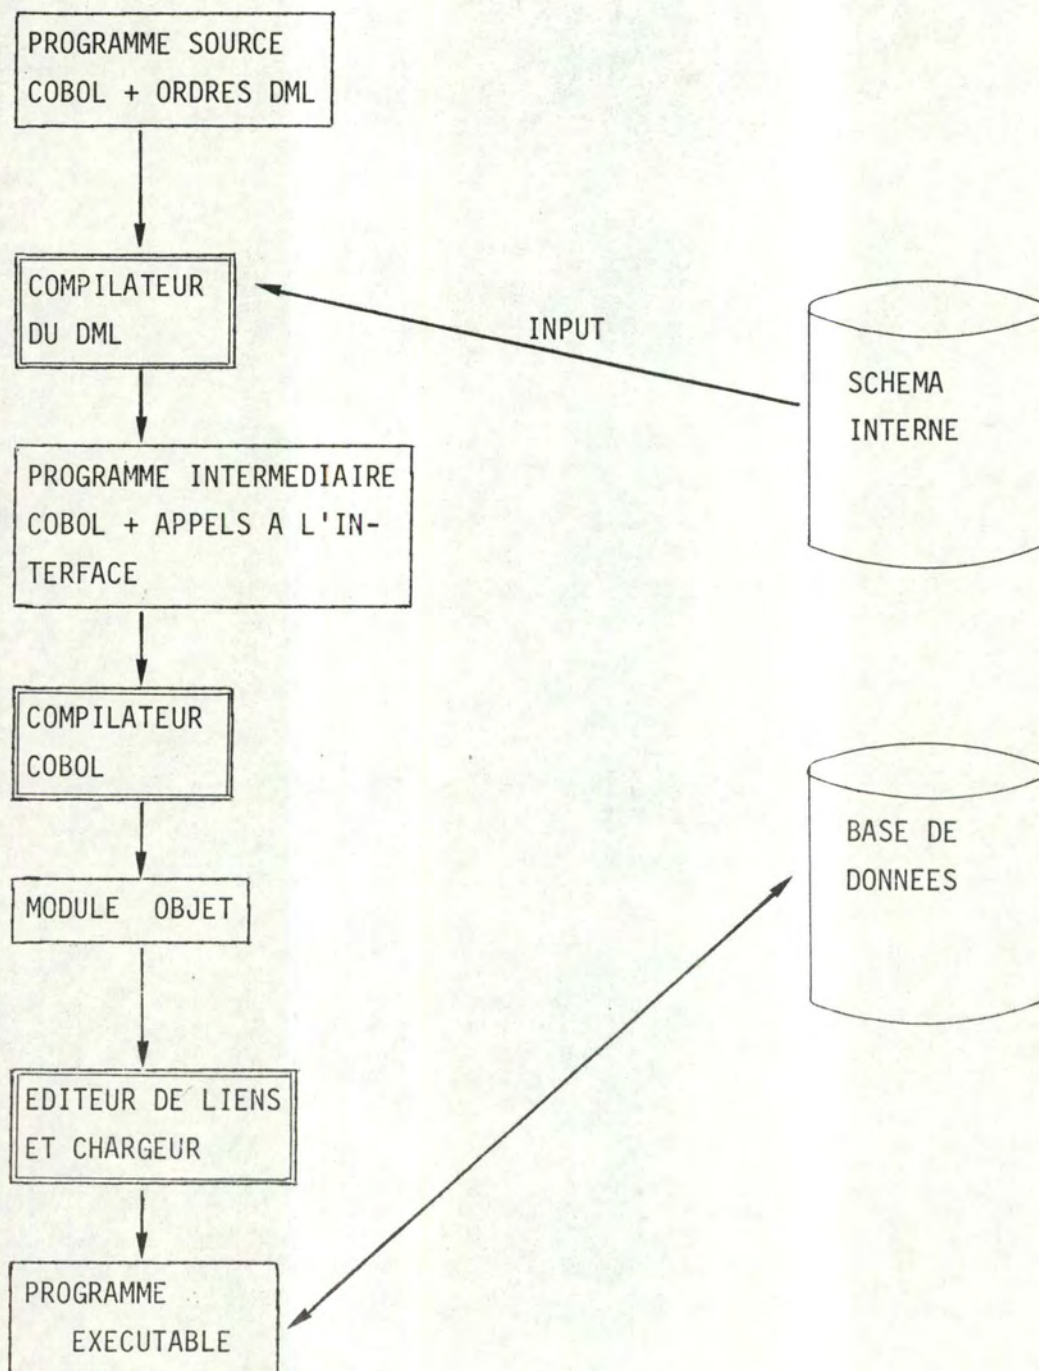 PROGRAMME SOURCE
COBOL + ORDRES DML
COMPILATEUR
DU DML
INPUT
SCHEMA
INTERNE
PROGRAMME INTERMEDIAIRE
COBOL + APPELS A L'IN-
TERFACE
COMPILATEUR
COBOL
BASE DE
DONNEES
MODULE OBJET
EDITEUR DE LIENS
ET CHARGEUR
PROGRAMME
EXECUTABLE